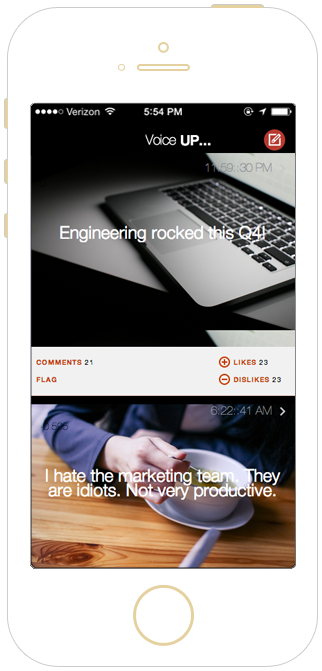 Verizon 5:54 PM
Voice UP...
11:59:30 PM
Engineering rocked this Q4!
COMMENTS 21 LIKES 23
FLAG DISLIKES 23
6:22:41 AM
I hate the marketing team. They
are idiots. Not very productive.